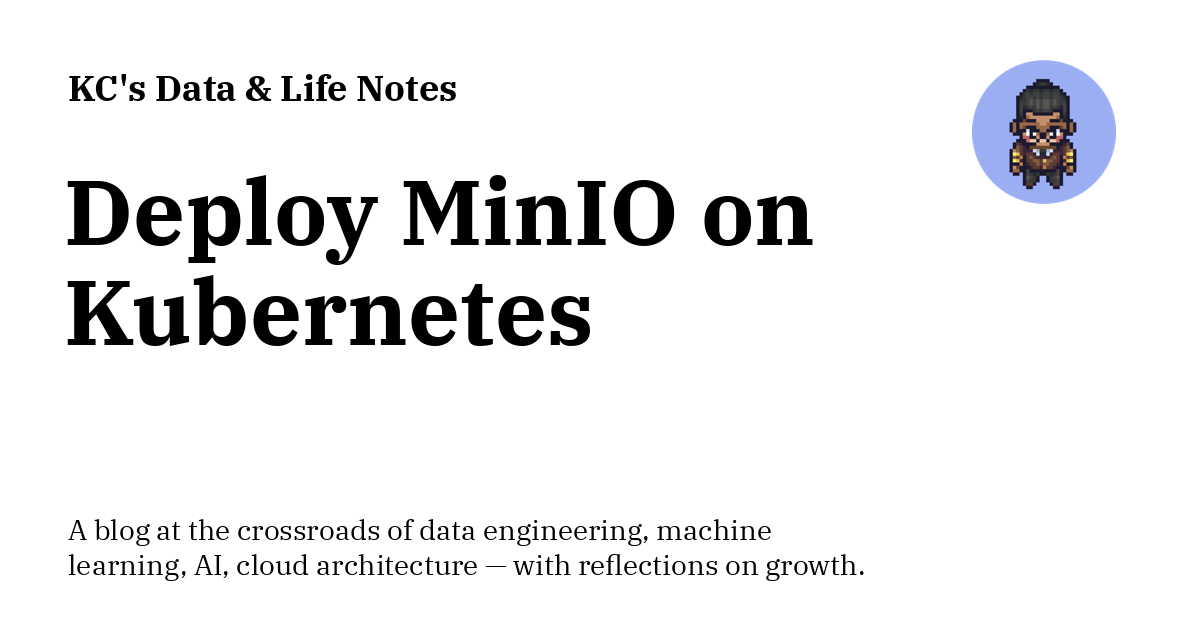 KC's Data & Life Notes
Deploy MinIO on
Kubernetes
A blog at the crossroads of data engineering, machine
learning, AI, cloud architecture — with reflections on growth.